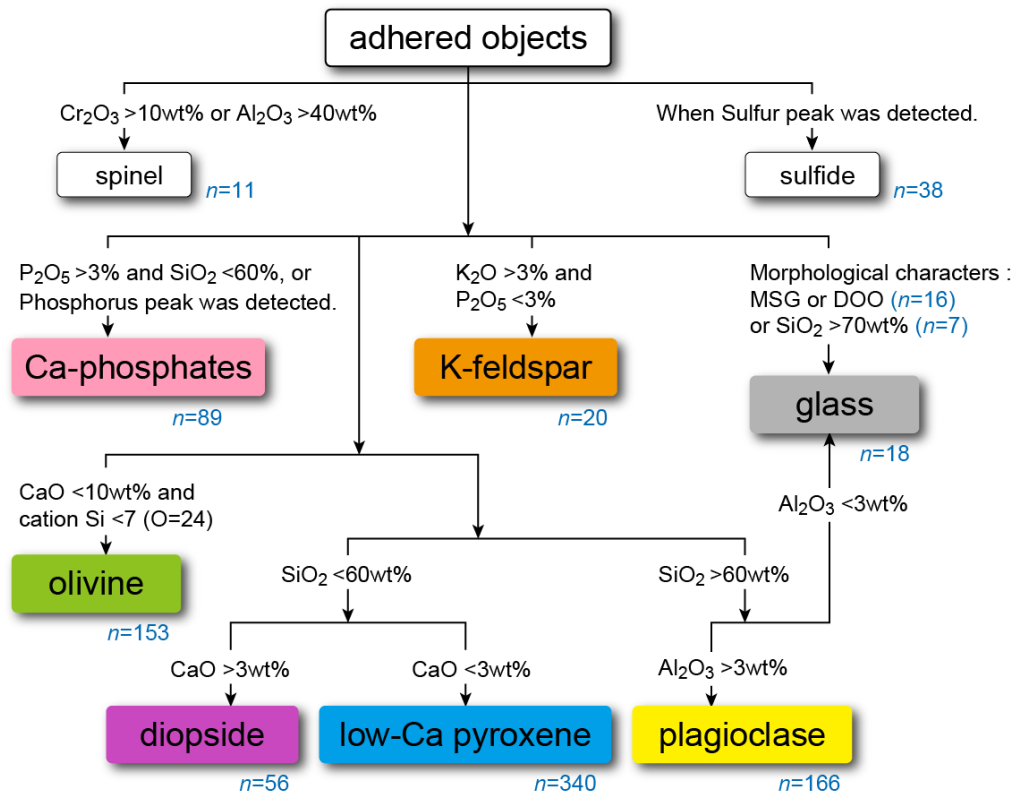 adhered objects
Cr₂O₃ >10wt% or Al₂O₃ >40wt%
When Sulfur peak was detected.
spinel
n=11
sulfide
n=38
P₂O₅ >3% and SiO₂ <60%, or
Phosphorus peak was detected.
K₂O >3% and
P₂O₅ <3%
Morphological characters :
MSG or DOO (n=16)
or SiO₂ >70wt% (n=7)
Ca-phosphates
n=89
K-feldspar
n=20
glass
n=18
CaO <10wt% and
cation Si <7 (O=24)
Al₂O₃ <3wt%
olivine
n=153
SiO₂ <60wt%
SiO₂ >60wt%
CaO >3wt%
CaO <3wt%
Al₂O₃ >3wt%
diopside
n=56
low-Ca pyroxene
n=340
plagioclase
n=166